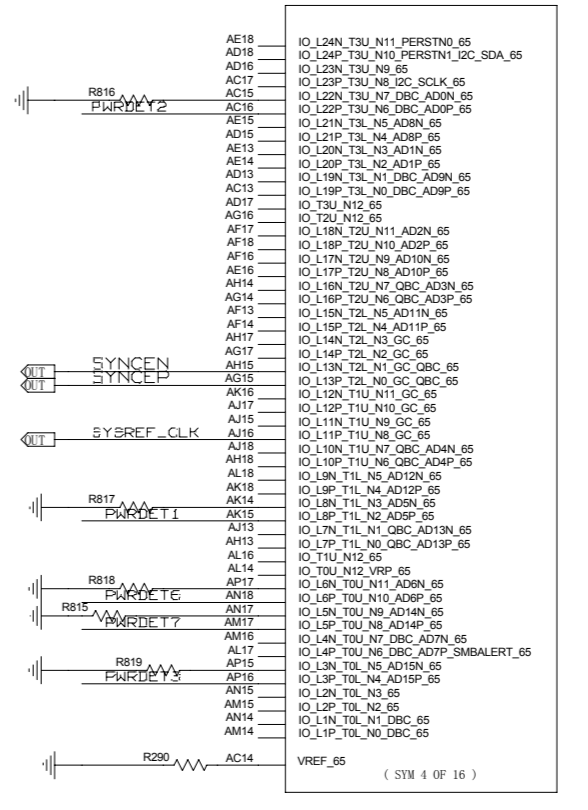 AE18 IO_L24N_T3U_N11_PERSTN0_65
AD18 IO_L24P_T3U_N10_PERSTN1_I2C_SDA_65
AD16 IO_L23N_T3U_N9_65
AC17 IO_L23P_T3U_N8_I2C_SCLK_65
R816 AC15 IO_L22N_T3U_N7_DBC_AD0N_65
PWRDET2 AC16 IO_L22P_T3U_N6_DBC_AD0P_65
AE15 IO_L21N_T3L_N5_AD8N_65
AD15 IO_L21P_T3L_N4_AD8P_65
AE13 IO_L20N_T3L_N3_AD1N_65
AE14 IO_L20P_T3L_N2_AD1P_65
AD13 IO_L19N_T3L_N1_DBC_AD9N_65
AC13 IO_L19P_T3L_N0_DBC_AD9P_65
AD17 IO_T3U_N12_65
AG16 IO_T2U_N12_65
AF17 IO_L18N_T2U_N11_AD2N_65
AF18 IO_L18P_T2U_N10_AD2P_65
AF16 IO_L17N_T2U_N9_AD10N_65
AE16 IO_L17P_T2U_N8_AD10P_65
AH14 IO_L16N_T2U_N7_QBC_AD3N_65
AG14 IO_L16P_T2U_N6_QBC_AD3P_65
AF13 IO_L15N_T2L_N5_AD11N_65
AF14 IO_L15P_T2L_N4_AD11P_65
AH17 IO_L14N_T2L_N3_GC_65
AG17 IO_L14P_T2L_N2_GC_65
OUT SYNCEN AH15 IO_L13N_T2L_N1_GC_QBC_65
OUT SYNCEP AG15 IO_L13P_T2L_N0_GC_QBC_65
AK16 IO_L12N_T1U_N11_GC_65
AJ17 IO_L12P_T1U_N10_GC_65
AJ15 IO_L11N_T1U_N9_GC_65
OUT SYSREF_CLK AJ16 IO_L11P_T1U_N8_GC_65
AJ18 IO_L10N_T1U_N7_QBC_AD4N_65
AH18 IO_L10P_T1U_N6_QBC_AD4P_65
AL18 IO_L9N_T1L_N5_AD12N_65
AK18 IO_L9P_T1L_N4_AD12P_65
R817 AK14 IO_L8N_T1L_N3_AD5N_65
PWRDET1 AK15 IO_L8P_T1L_N2_AD5P_65
AJ13 IO_L7N_T1L_N1_QBC_AD13N_65
AH13 IO_L7P_T1L_N0_QBC_AD13P_65
AL16 IO_T1U_N12_65
AL14 IO_T0U_N12_VRP_65
R818 AP17 IO_L6N_T0U_N11_AD6N_65
PWRDET6 AN18 IO_L6P_T0U_N10_AD6P_65
R815 AN17 IO_L5N_T0U_N9_AD14N_65
PWRDET7 AM17 IO_L5P_T0U_N8_AD14P_65
AM16 IO_L4N_T0U_N7_DBC_AD7N_65
AL17 IO_L4P_T0U_N6_DBC_AD7P_SMBALERT_65
R819 AP15 IO_L3N_T0L_N5_AD15N_65
PWRDET3 AP16 IO_L3P_T0L_N4_AD15P_65
AN15 IO_L2N_T0L_N3_65
AM15 IO_L2P_T0L_N2_65
AN14 IO_L1N_T0L_N1_DBC_65
AM14 IO_L1P_T0L_N0_DBC_65
R290 AC14 VREF_65
( SYM 4 OF 16 )